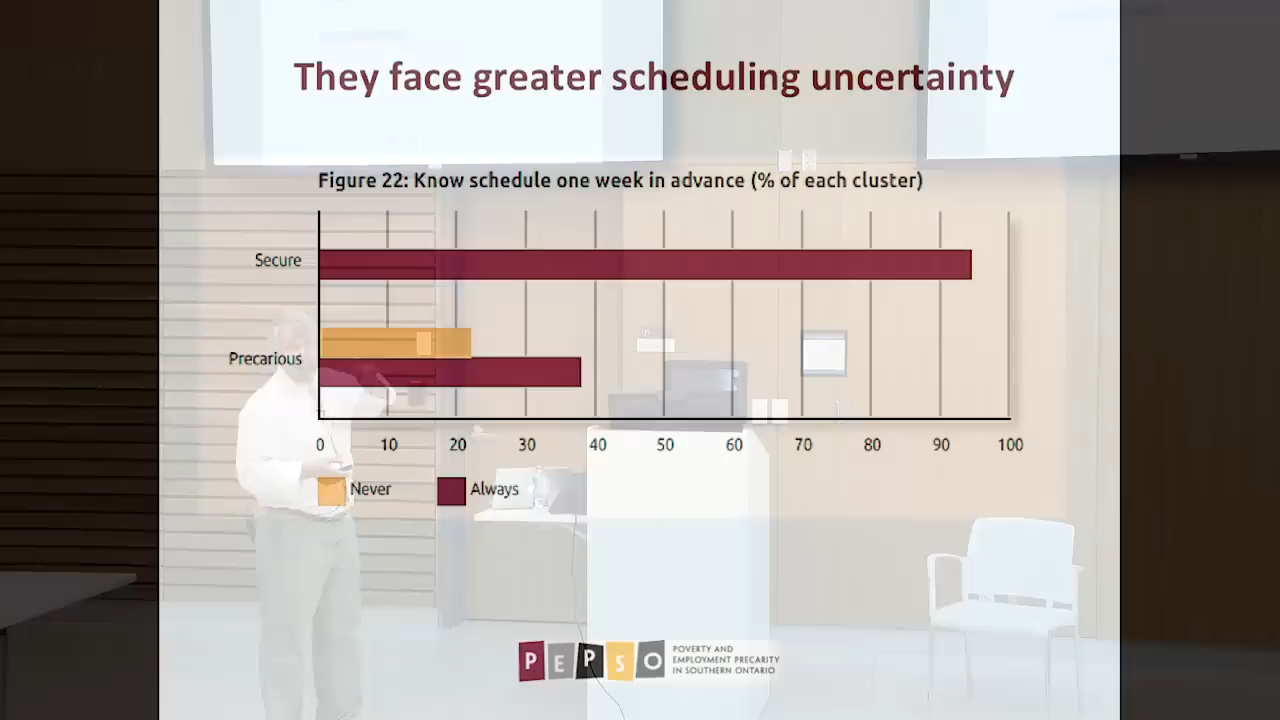 They face greater scheduling uncertainty
Figure 22: Know schedule one week in advance (% of each cluster)
Secure
Precarious
0 10 20 30 40 50 60 70 80 90 100
Never Always
PEPSO
POVERTY AND
EMPLOYMENT PRECARITY
IN SOUTHERN ONTARIO